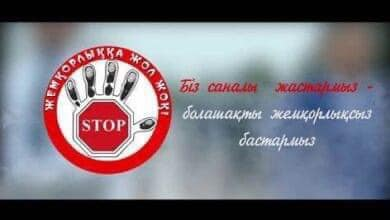 ЖЕМҚОРЛЫҚҚА ЖОЛ ЖОҚ!
STOP
Біз саналы жастармыз -
болашақты жемқорлықсыз
бастармыз